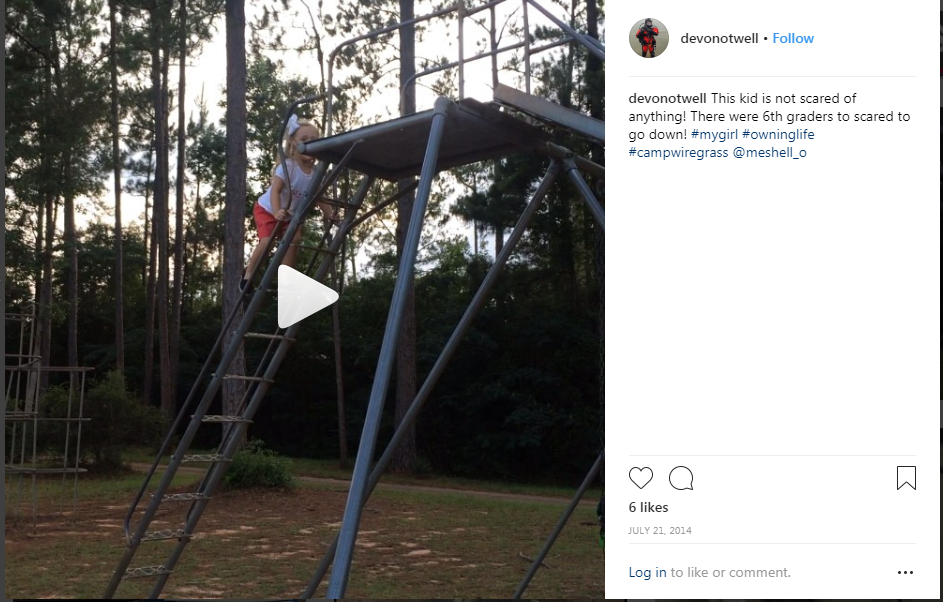 devonotwell • Follow
devonotwell This kid is not scared of
anything! There were 6th graders to scared to
go down! #mygirl #owninglife
#campwiregrass @meshell_o
6 likes
JULY 21, 2014
Log in to like or comment.